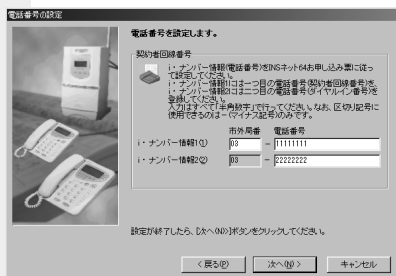 電話番号の設定
電話番号を設定します。
契約者回線番号
i・ナンバー情報(電話番号)をINSネット64お申し込み票に従っ
て設定してください。
i・ナンバー情報1には一つ目の電話番号(契約者回線番号)を、
i・ナンバー情報2には二つ目の電話番号(ダイヤルイン番号)を
登録してください。
入力はすべて「半角数字」で行ってください。なお、区切り記号に
使用できるのは－(マイナス記号)のみです。
市外局番 電話番号
i・ナンバー情報1(1) 03 － 11111111
i・ナンバー情報2(2) 03 － 22222222
設定が終了したら、[次へ(N)>]ボタンをクリックしてください。
< 戻る(P) 次へ(N) > キャンセル